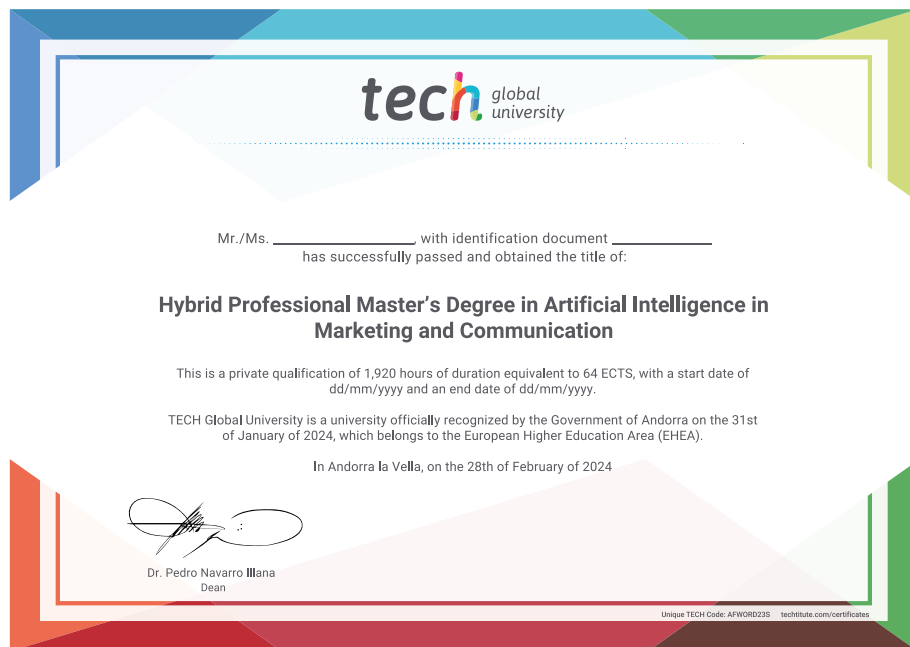 tech global university
Mr./Ms. ____________, with identification document ____________
has successfully passed and obtained the title of:
Hybrid Professional Master’s Degree in Artificial Intelligence in
Marketing and Communication
This is a private qualification of 1,920 hours of duration equivalent to 64 ECTS, with a start date of
dd/mm/yyyy and an end date of dd/mm/yyyy.
TECH Global University is a university officially recognized by the Government of Andorra on the 31st
of January of 2024, which belongs to the European Higher Education Area (EHEA).
In Andorra la Vella, on the 28th of February of 2024
Dr. Pedro Navarro Illana
Dean
Unique TECH Code: AFWORD23S techtitute.com/certificates